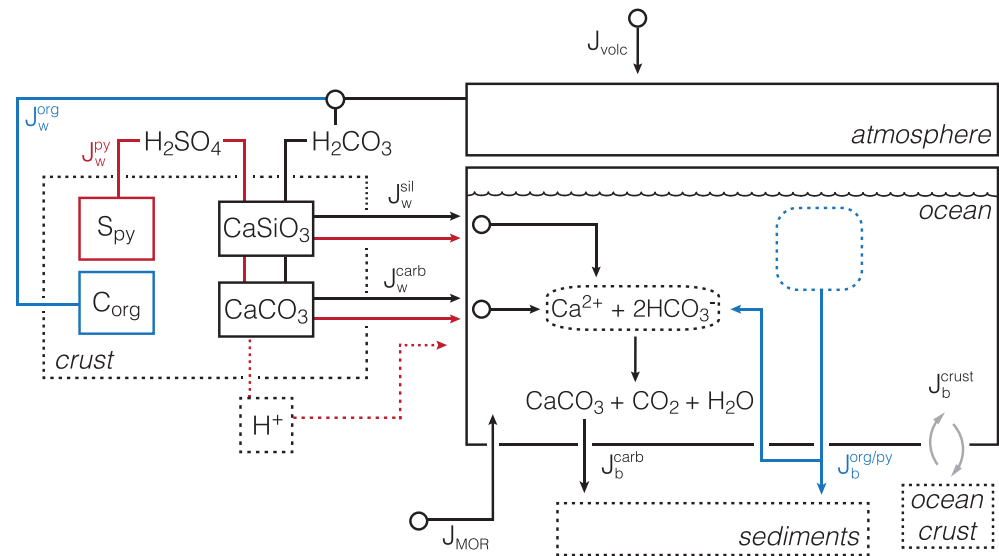 J_volc
atmosphere
J_w^org
H₂SO₄
H₂CO₃
J_w^py
J_w^sil
S_py
CaSiO₃
ocean
J_w^carb
C_org
CaCO₃
Ca²⁺ + 2HCO₃⁻
crust
J_b^crust
CaCO₃ + CO₂ + H₂O
H⁺
J_b^carb
J_b^org/py
J_MOR
sediments
ocean
crust